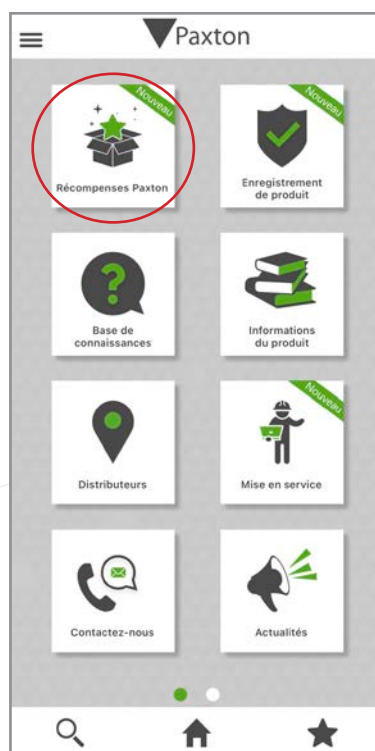 Paxton
Nouveau
Récompenses Paxton
Nouveau
Enregistrement
de produit
Base de
connaissances
Informations
du produit
Distributeurs
Nouveau
Mise en service
Contactez-nous
Actualités